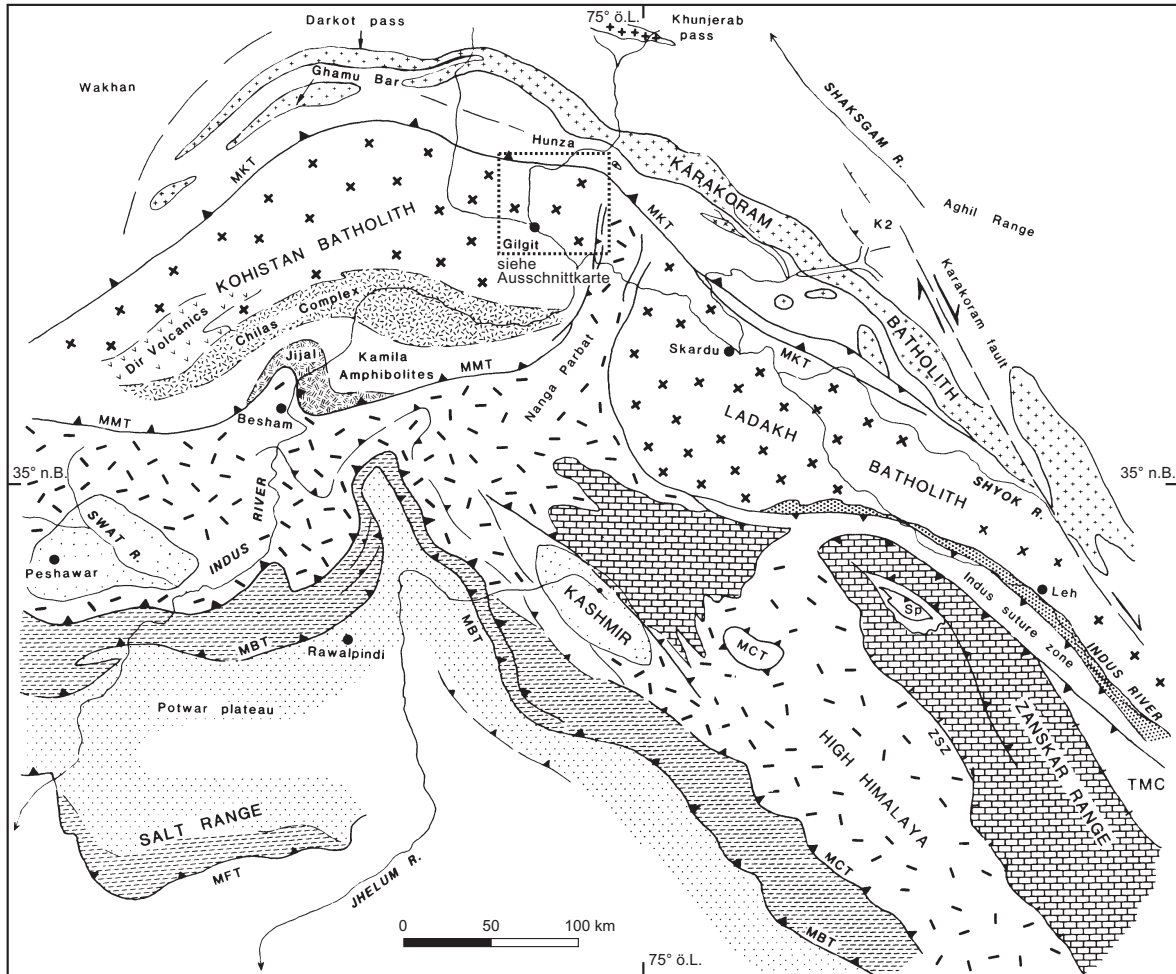 75° ö.L.
Darkot pass
Khunjerab
pass
Ghamu Bar
Wakhan
SHAKSGAM R.
Hunza
MKT
KARAKORAM
Aghil Range
K2
MKT
KOHISTAN BATHOLITH
Gilgit
siehe
Ausschnittkarte
Karakoram fault
Dir Volcanics
Chilas Complex
BATHOLITH
Jijal
Kamila
Amphibolites
MMT
Nanga Parbat
Skardu
MKT
MMT
Besham
LADAKH
BATHOLITH
35° n.B.
35° n.B.
SHYOK R.
SWAT R.
INDUS
RIVER
Peshawar
KASHMIR
Leh
Sp
Indus suture zone
INDUS RIVER
MBT
Rawalpindi
MBT
MCT
Potwar plateau
ZSZ
ZANSKAR RANGE
HIGH HIMALAYA
TMC
SALT RANGE
MFT
JHELUM R.
MCT
MBT
0 50 100 km
75° ö.L.